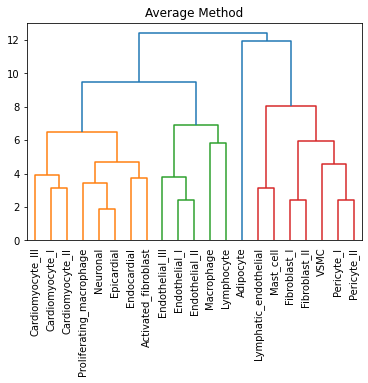 Average Method
12
10
8
6
4
2
0
Cardiomyocyte_III
Cardiomyocyte_I
Cardiomyocyte_II
Proliferating_macrophage
Neuronal
Epicardial
Endocardial
Activated_fibroblast
Endothelial_III
Endothelial_I
Endothelial_II
Macrophage
Lymphocyte
Adipocyte
Lymphatic_endothelial
Mast_cell
Fibroblast_I
Fibroblast_II
VSMC
Pericyte_I
Pericyte_II